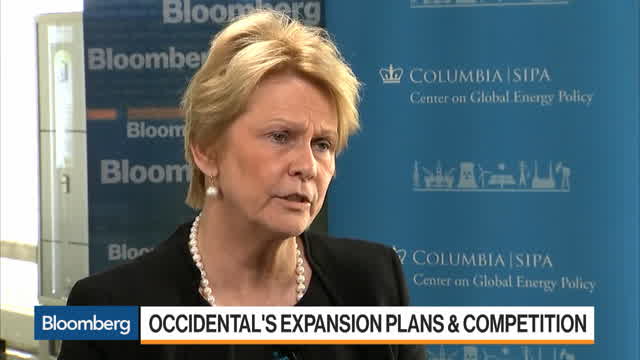 Bloomberg
Bloomberg
Bloomberg
Bloomberg
COLUMBIA | SIPA
Center on Global Energy Policy
COLUMBIA | SIPA
Center on Global Energy Policy
Bloomberg
OCCIDENTAL'S EXPANSION PLANS & COMPETITION